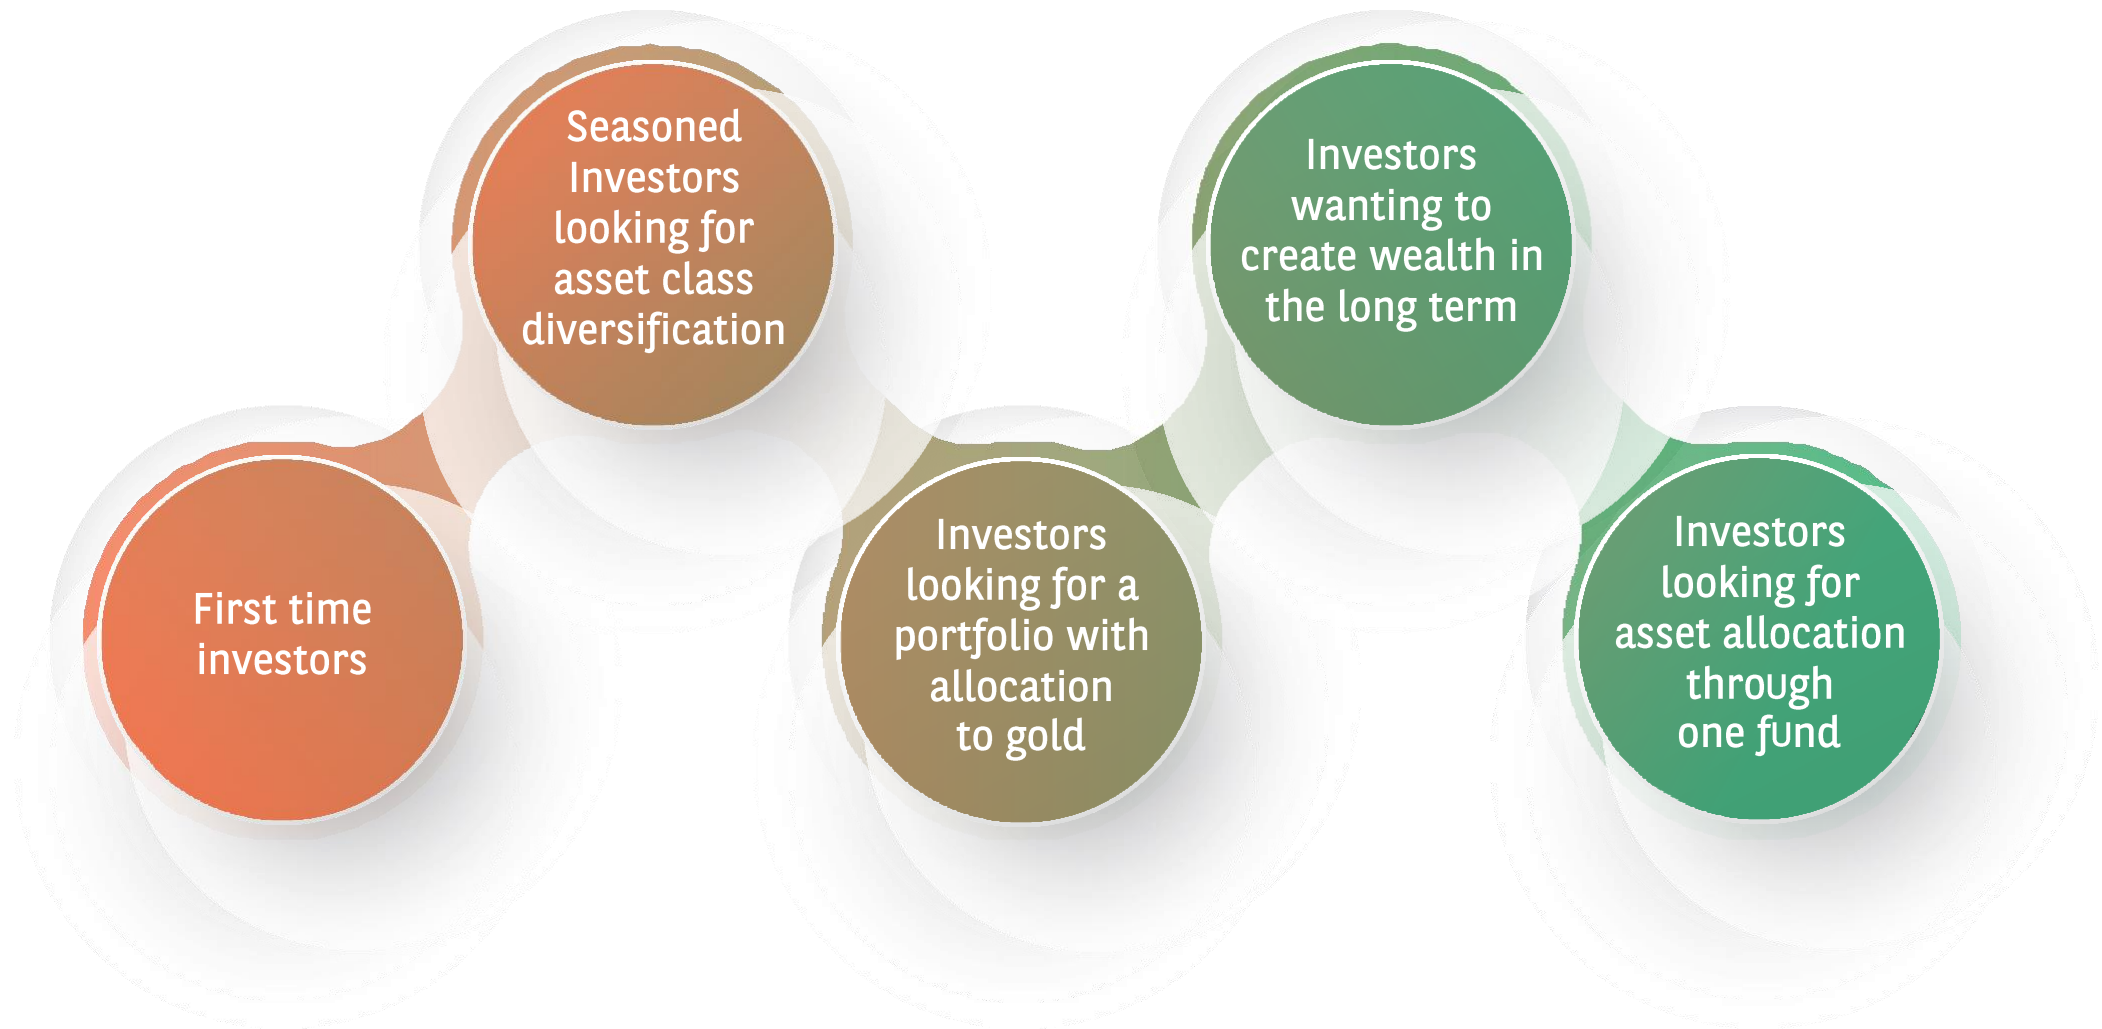 First time
investors
Seasoned
Investors
looking for
asset class
diversification
Investors
looking for a
portfolio with
allocation
to gold
Investors
wanting to
create wealth in
the long term
Investors
looking for
asset allocation
through
one fund